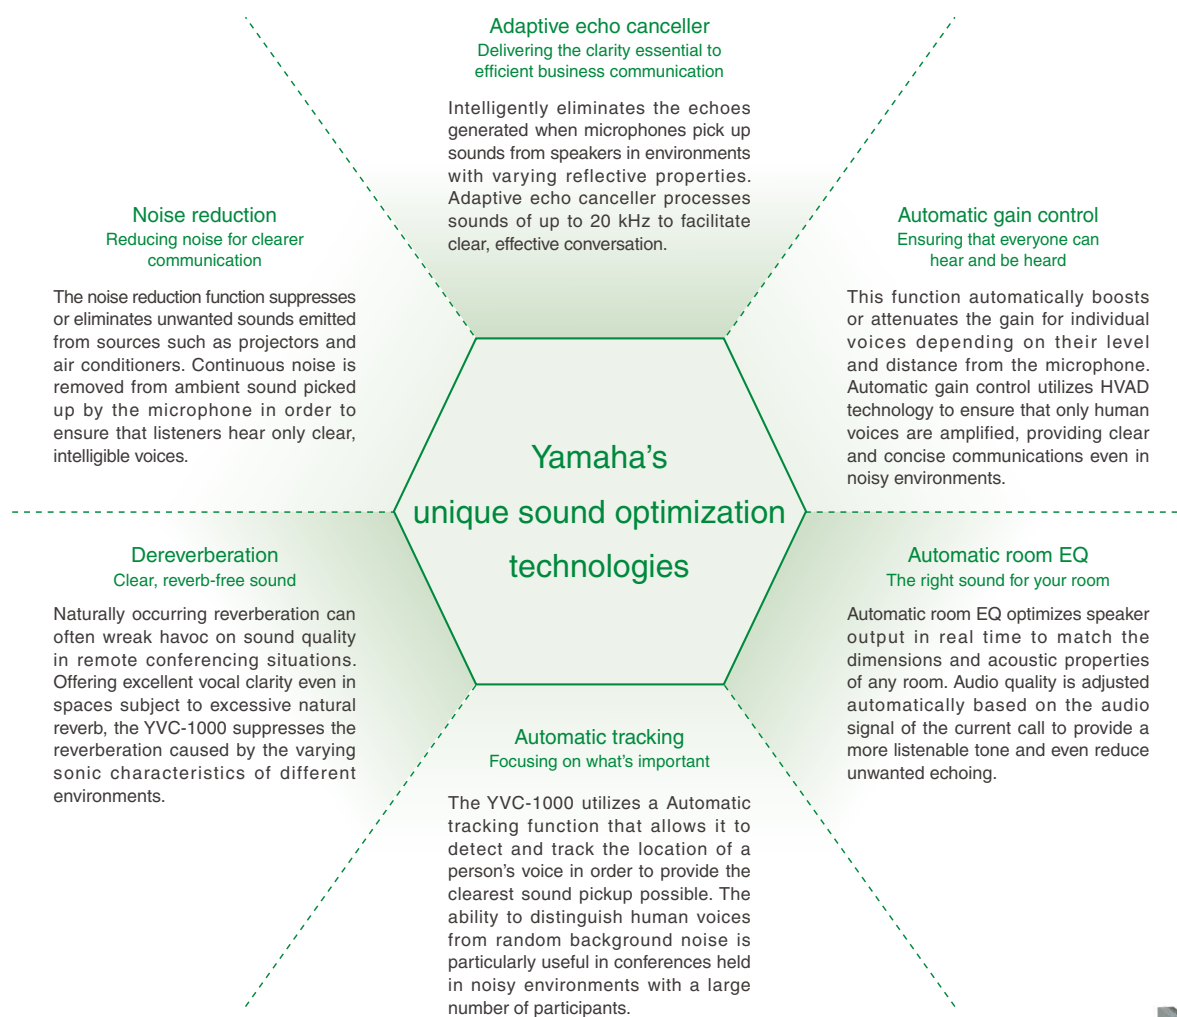 Adaptive echo canceller
Delivering the clarity essential to
efficient business communication
Intelligently eliminates the echoes
generated when microphones pick up
sounds from speakers in environments
with varying reflective properties.
Adaptive echo canceller processes
sounds of up to 20 kHz to facilitate
clear, effective conversation.
Noise reduction
Reducing noise for clearer
communication
The noise reduction function suppresses
or eliminates unwanted sounds emitted
from sources such as projectors and
air conditioners. Continuous noise is
removed from ambient sound picked
up by the microphone in order to
ensure that listeners hear only clear,
intelligible voices.
Automatic gain control
Ensuring that everyone can
hear and be heard
This function automatically boosts
or attenuates the gain for individual
voices depending on their level
and distance from the microphone.
Automatic gain control utilizes HVAD
technology to ensure that only human
voices are amplified, providing clear
and concise communications even in
noisy environments.
Yamaha's
unique sound optimization
technologies
Dereverberation
Clear, reverb-free sound
Naturally occurring reverberation can
often wreak havoc on sound quality
in remote conferencing situations.
Offering excellent vocal clarity even in
spaces subject to excessive natural
reverb, the YVC-1000 suppresses the
reverberation caused by the varying
sonic characteristics of different
environments.
Automatic room EQ
The right sound for your room
Automatic room EQ optimizes speaker
output in real time to match the
dimensions and acoustic properties
of any room. Audio quality is adjusted
automatically based on the audio
signal of the current call to provide a
more listenable tone and even reduce
unwanted echoing.
Automatic tracking
Focusing on what's important
The YVC-1000 utilizes a Automatic
tracking function that allows it to
detect and track the location of a
person's voice in order to provide the
clearest sound pickup possible. The
ability to distinguish human voices
from random background noise is
particularly useful in conferences held
in noisy environments with a large
number of participants.